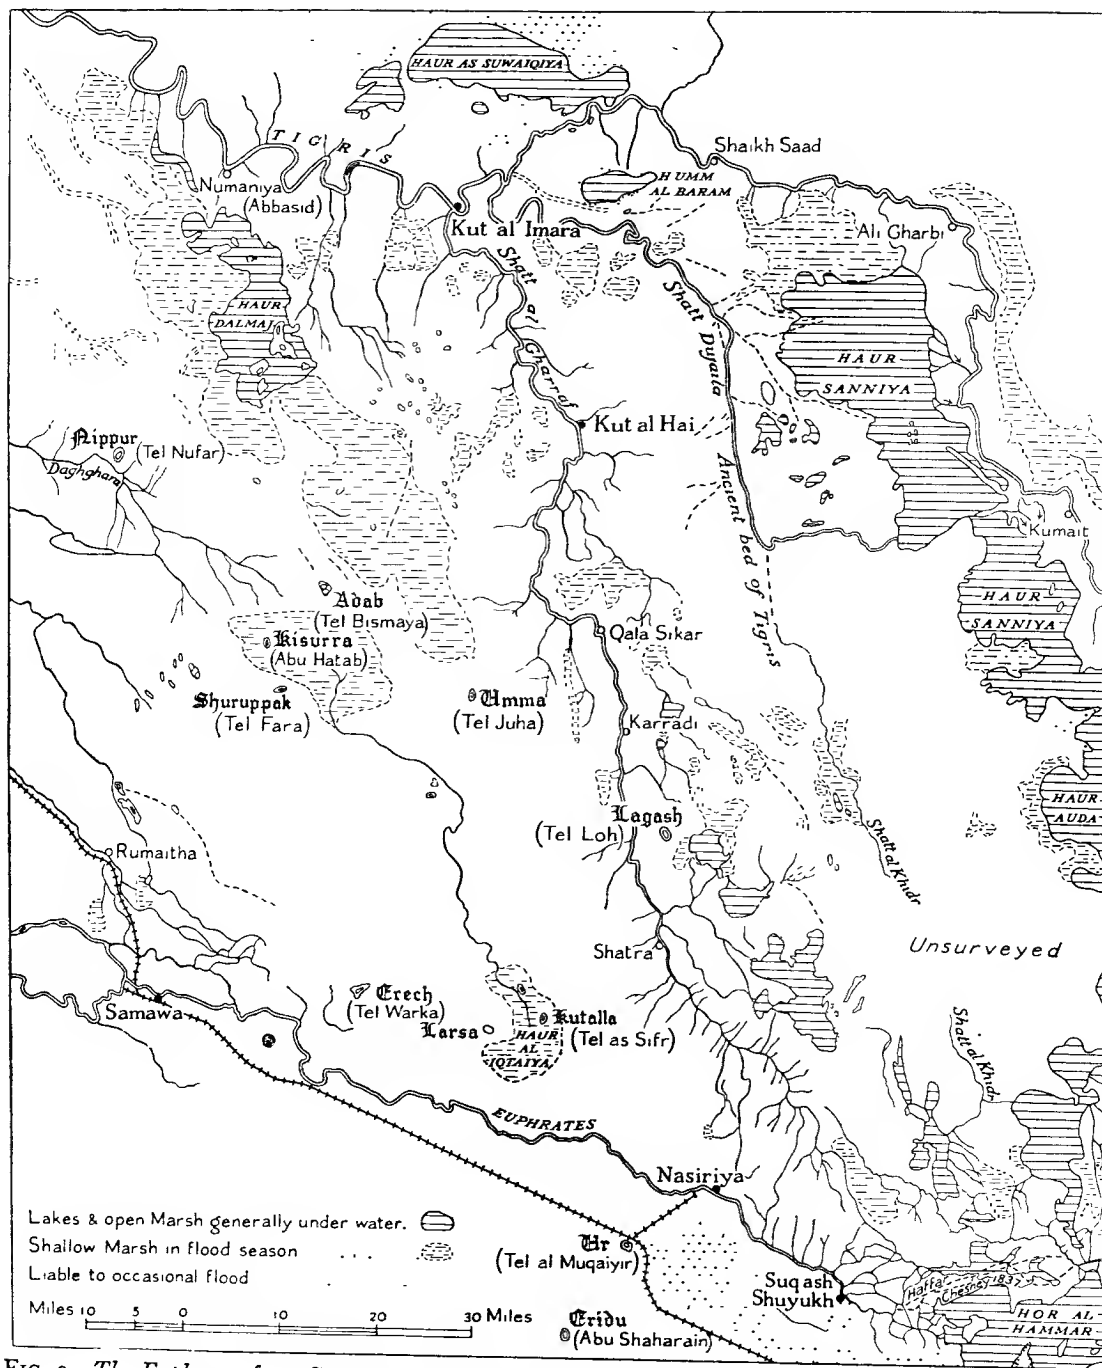 HAUR AS SUWAIQIYA
TIGRIS
Shaikh Saad
Numaniya
(Abbasid)
HUMM
AL BARAM
Kut al Imara
Ali Gharbi
Shatt al Gharraf
Shatt Dujaila
HAUR
DALMAJ
HAUR
SANNIYA
Kut al Hai
Nippur
(Tel Nufar)
Daghghara
Ancient bed of Tigris
Kumait
Adab
(Tel Bismaya)
HAUR
SANNIYA
Kisurra
(Abu Hatab)
Qala Sikar
Shuruppak
(Tel Fara)
Umma
(Tel Juha)
Karradi
HAUR
AUDA
Lagash
(Tel Loh)
Shatt al Khidr
Rumaitha
Unsurveyed
Shatra
Samawa
Erech
(Tel Warka)
Larsa
Kutalla
(Tel as Sifr)
HAUR
AL
IQTAIYA
Shatt al Khidr
EUPHRATES
Nasiriya
Lakes & open Marsh generally under water.
Shallow Marsh in flood season
Liable to occasional flood
Ur
(Tel al Muqaiyir)
Suq ash
Shuyukh
Haffar
Chesney 1837
HOR AL
HAMMAR
Miles 10 5 0 10 20 30 Miles
Eridu
(Abu Shaharain)